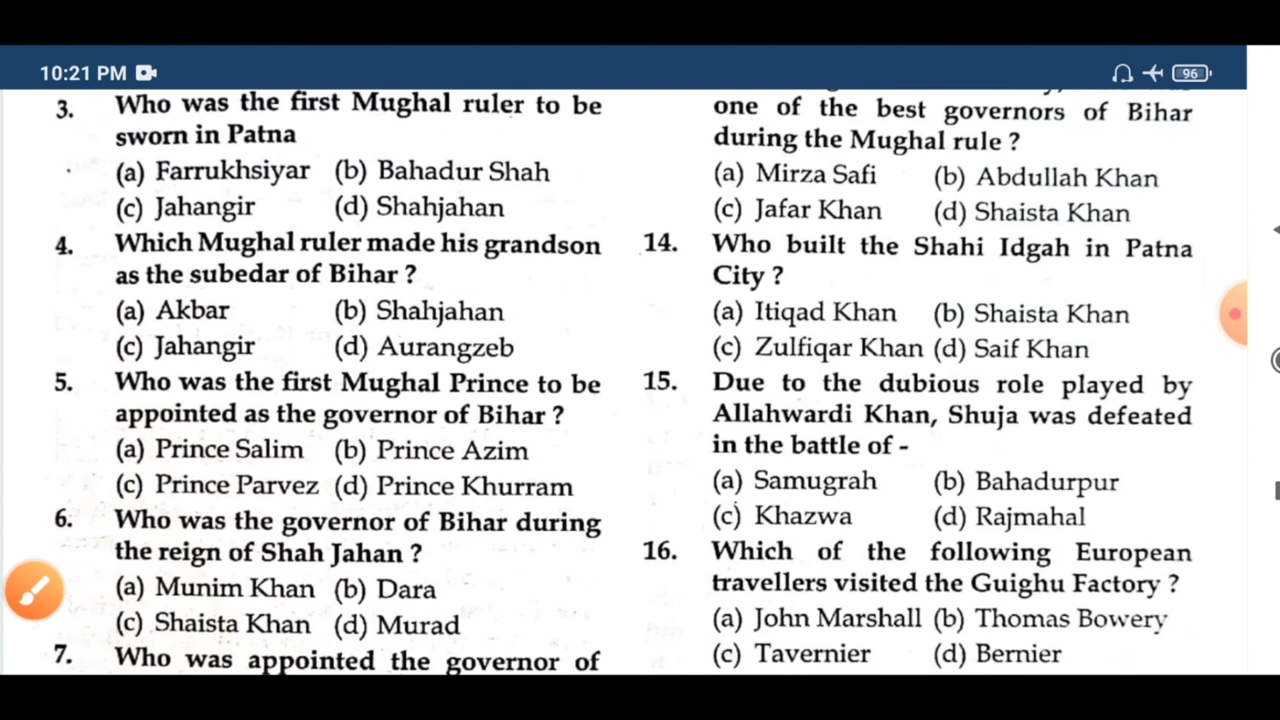 10:21 PM
96
3. Who was the first Mughal ruler to be
sworn in Patna
(a) Farrukhsiyar (b) Bahadur Shah
(c) Jahangir (d) Shahjahan
4. Which Mughal ruler made his grandson
as the subedar of Bihar ?
(a) Akbar (b) Shahjahan
(c) Jahangir (d) Aurangzeb
5. Who was the first Mughal Prince to be
appointed as the governor of Bihar ?
(a) Prince Salim (b) Prince Azim
(c) Prince Parvez (d) Prince Khurram
6. Who was the governor of Bihar during
the reign of Shah Jahan ?
(a) Munim Khan (b) Dara
(c) Shaista Khan (d) Murad
7. Who was appointed the governor of
one of the best governors of Bihar
during the Mughal rule ?
(a) Mirza Safi (b) Abdullah Khan
(c) Jafar Khan (d) Shaista Khan
14. Who built the Shahi Idgah in Patna
City ?
(a) Itiqad Khan (b) Shaista Khan
(c) Zulfiqar Khan (d) Saif Khan
15. Due to the dubious role played by
Allahwardi Khan, Shuja was defeated
in the battle of -
(a) Samugrah (b) Bahadurpur
(c) Khazwa (d) Rajmahal
16. Which of the following European
travellers visited the Guighu Factory ?
(a) John Marshall (b) Thomas Bowery
(c) Tavernier (d) Bernier